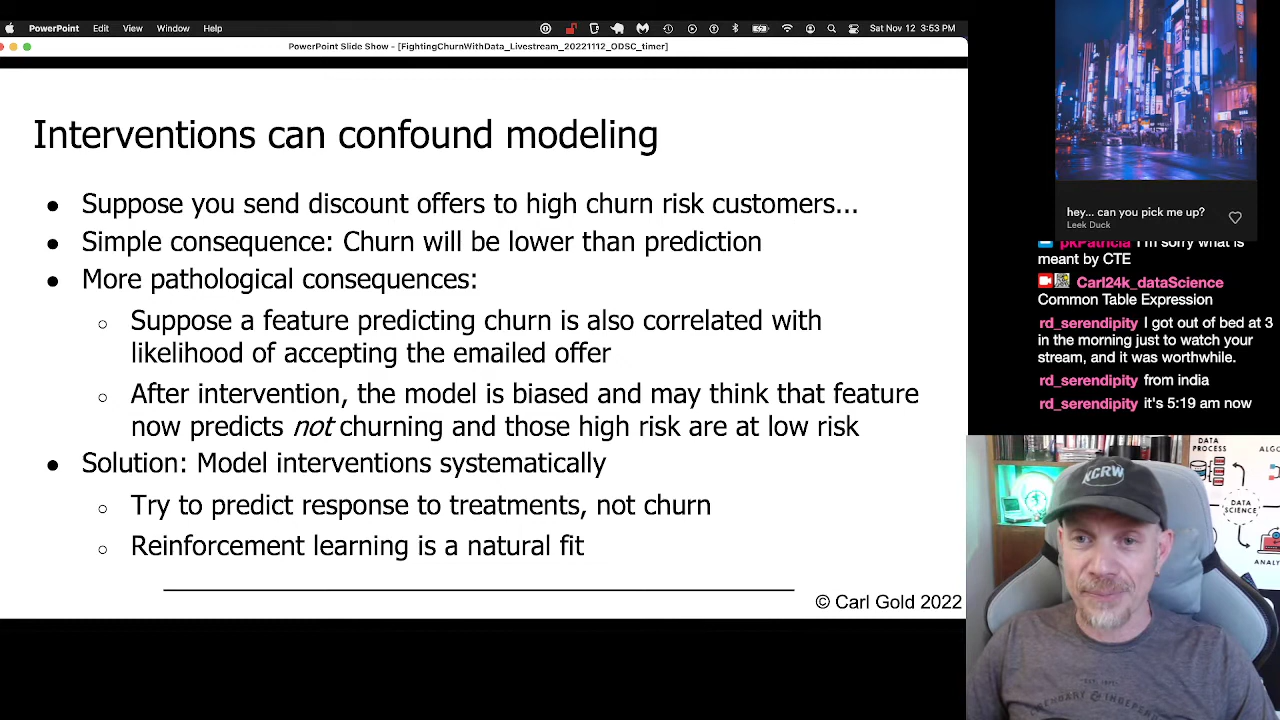 PowerPoint Edit View Window Help Sat Nov 12 3:53 PM
PowerPoint Slide Show - [FightingChurnWithData_Livestream_20221112_ODSC_timer]
Interventions can confound modeling
● Suppose you send discount offers to high churn risk customers...
● Simple consequence: Churn will be lower than prediction
● More pathological consequences:
○ Suppose a feature predicting churn is also correlated with
likelihood of accepting the emailed offer
○ After intervention, the model is biased and may think that feature
now predicts not churning and those high risk are at low risk
● Solution: Model interventions systematically
○ Try to predict response to treatments, not churn
○ Reinforcement learning is a natural fit
© Carl Gold 2022
hey... can you pick me up?
Leek Duck
pkPatricia I'm sorry what is
meant by CTE
Carl24k_dataScience
Common Table Expression
rd_serendipity I got out of bed at 3
in the morning just to watch your
stream, and it was worthwhile.
rd_serendipity from india
rd_serendipity it's 5:19 am now
DATA
PROCESS
DATA
SCIENCE
KCRW